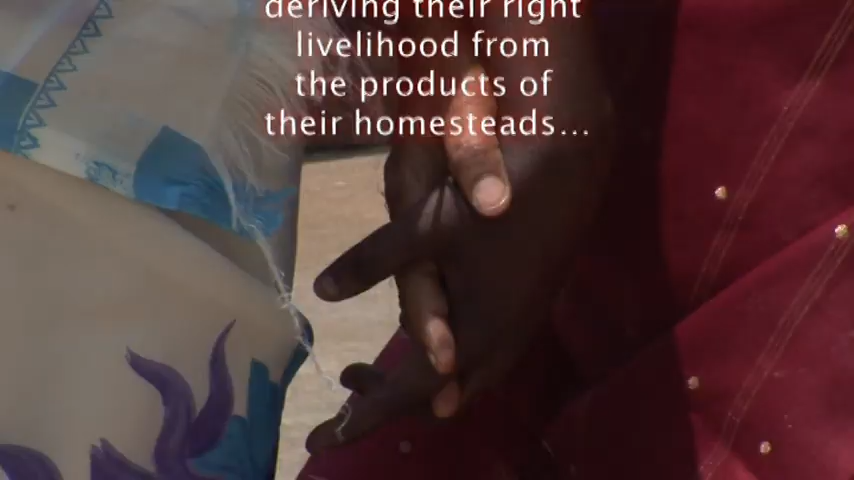 deriving their right
livelihood from
the products of
their homesteads...